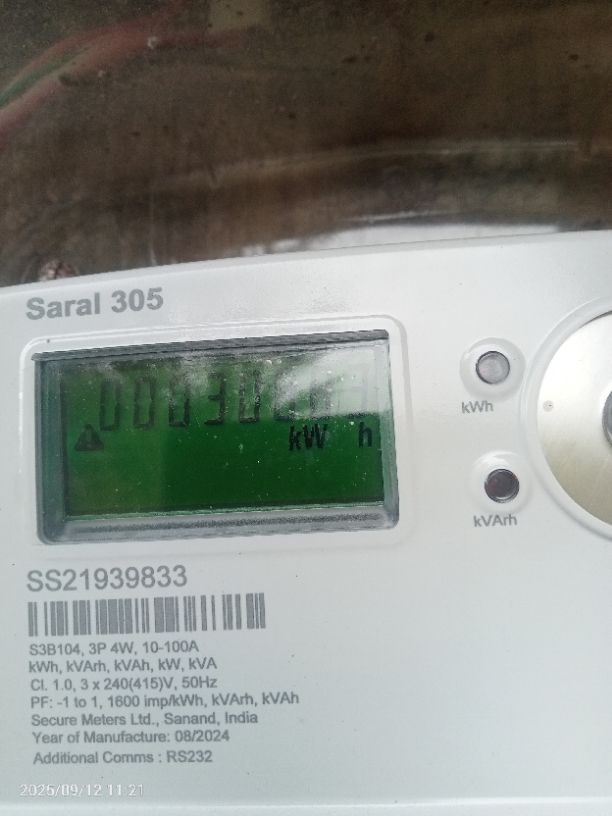 Saral 305
kW h
kWh
kVArh
SS21939833
S3B104, 3P 4W, 10-100A
kWh, kVArh, kVAh, kW, kVA
Cl. 1.0, 3 x 240(415)V, 50Hz
PF: -1 to 1, 1600 imp/kWh, kVArh, kVAh
Secure Meters Ltd., Sanand, India
Year of Manufacture: 08/2024
Additional Comms : RS232
2025/09/12 11:21